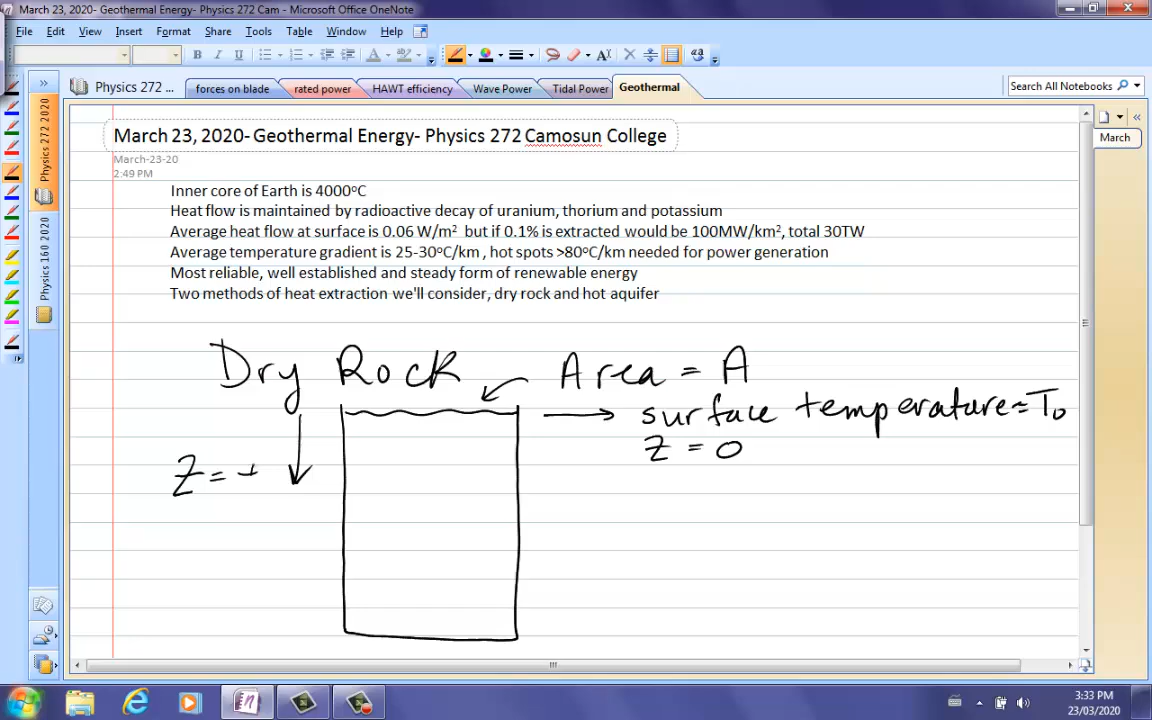 March 23, 2020- Geothermal Energy- Physics 272 Cam - Microsoft Office OneNote
File Edit View Insert Format Share Tools Table Window Help
Physics 272 ... forces on blade rated power HAWT efficiency Wave Power Tidal Power Geothermal Search All Notebooks
March 23, 2020- Geothermal Energy- Physics 272 Camosun College
March-23-20
2:49 PM
March
Physics 272 2020
Physics 160 2020
Inner core of Earth is 4000°C
Heat flow is maintained by radioactive decay of uranium, thorium and potassium
Average heat flow at surface is 0.06 W/m² but if 0.1% is extracted would be 100MW/km², total 30TW
Average temperature gradient is 25-30°C/km , hot spots >80°C/km needed for power generation
Most reliable, well established and steady form of renewable energy
Two methods of heat extraction we'll consider, dry rock and hot aquifer
Dry Rock Area = A
surface temperature = T₀
Z = 0
Z = +
3:33 PM
23/03/2020